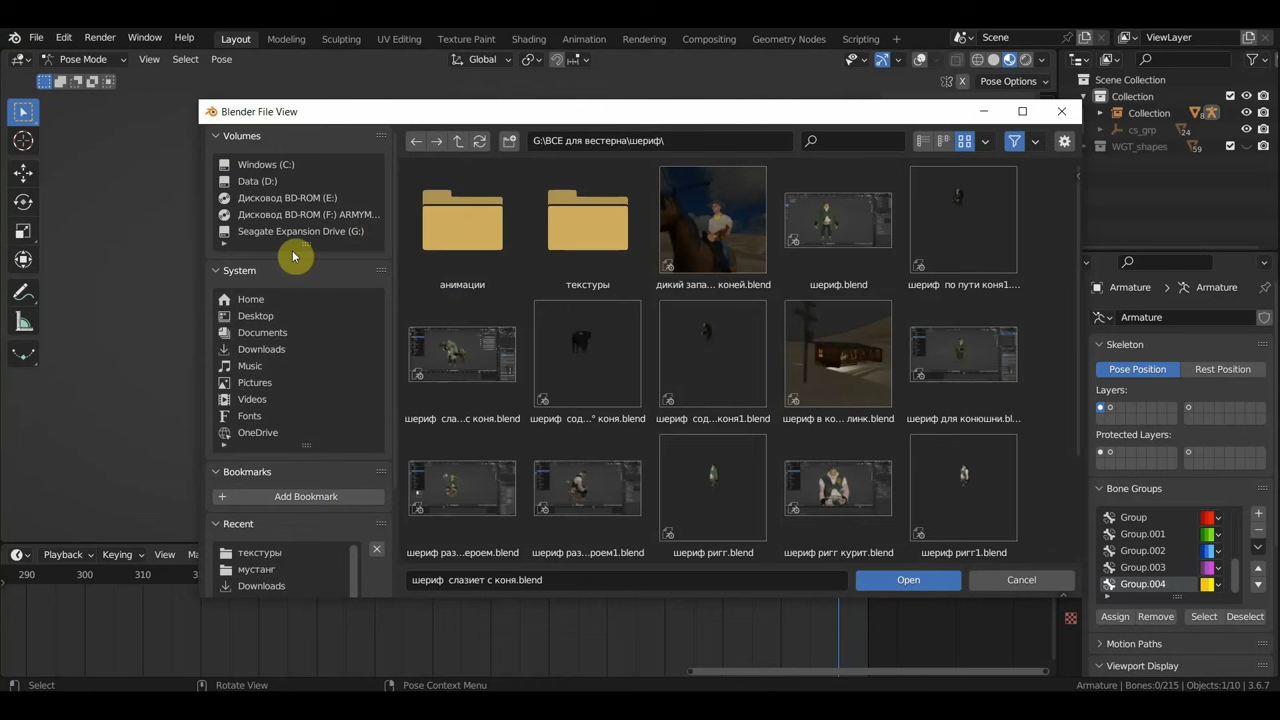 File Edit Render Window Help Layout Modeling Sculpting UV Editing Texture Paint Shading Animation Rendering Compositing Geometry Nodes Scripting + Scene ViewLayer
Pose Mode View Select Pose Global
X Pose Options
Scene Collection
Collection
Collection 8
cs_grp 24
WGT_shapes 59
Blender File View
Volumes
G:\ВСЕ для вестерна\шериф\
Windows (C:)
Data (D:)
Дисковод BD-ROM (E:)
Дисковод BD-ROM (F:) ARMYM...
Seagate Expansion Drive (G:)
System
Home
Desktop
Documents
Downloads
Music
Pictures
Videos
Fonts
OneDrive
Bookmarks
+ Add Bookmark
Recent
текстуры
мустанг
Downloads
анимации текстуры дикий запа... коней.blend шериф.blend шериф по пути коня1....
шериф сла...с коня.blend шериф сод...° коня.blend шериф сод...коня1.blend шериф в ко... линк.blend шериф для конюшни.bl...
шериф раз...ероем.blend шериф раз...роем1.blend шериф ригг.blend шериф ригг курит.blend шериф ригг1.blend
шериф слазиет с коня.blend Open Cancel
Armature Armature
Armature
Skeleton
Pose Position Rest Position
Layers:
Protected Layers:
Bone Groups
Group
Group.001
Group.002
Group.003
Group.004
Assign Remove Select Deselect
Motion Paths
Viewport Display
Playback Keying View Ma
290 300 310 320 330 340 350
Select Rotate View Pose Context Menu Armature | Bones:0/215 | Objects:1/10 | 3.6.7